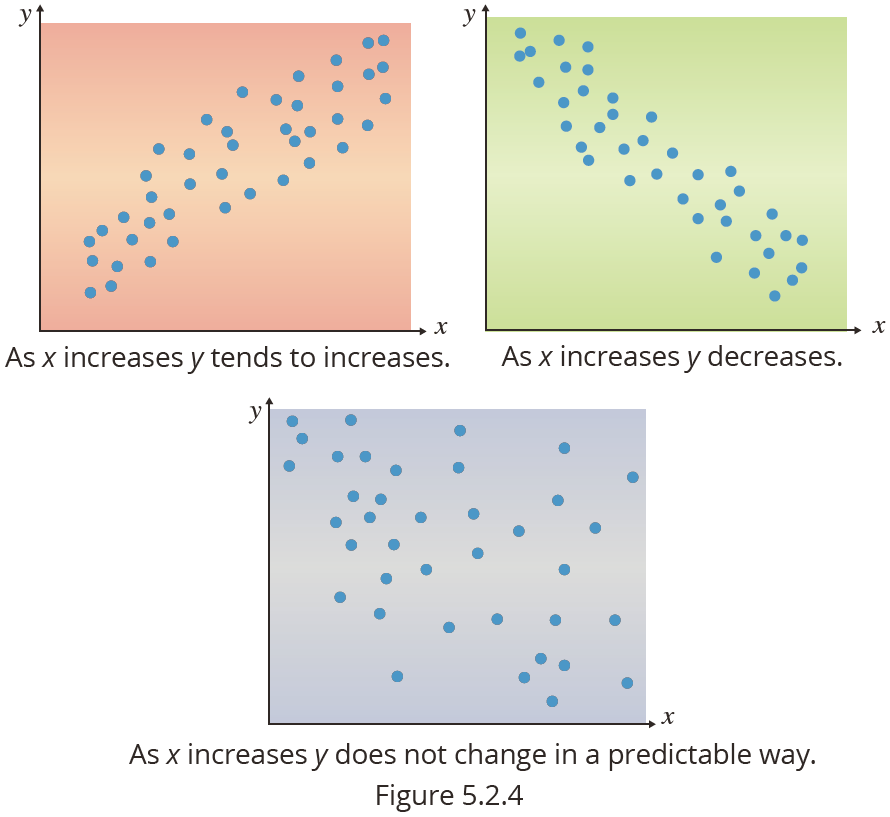 y
x
As x increases y tends to increases.
y
x
As x increases y decreases.
y
x
As x increases y does not change in a predictable way.
Figure 5.2.4